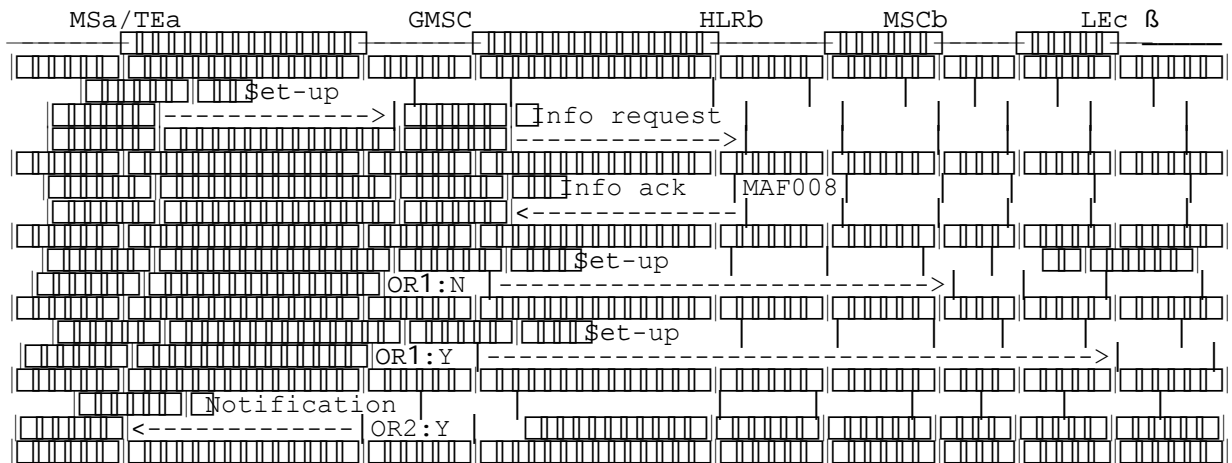 MSa/TEa GMSC HLRb MSCb LEc ß
Set-up
------------->
Info request
------------->
Info ack MAF008
<-------------
Set-up
OR1:N --------------------------->
Set-up
OR1:Y -------------------------------------->
Notification
<------------- OR2:Y